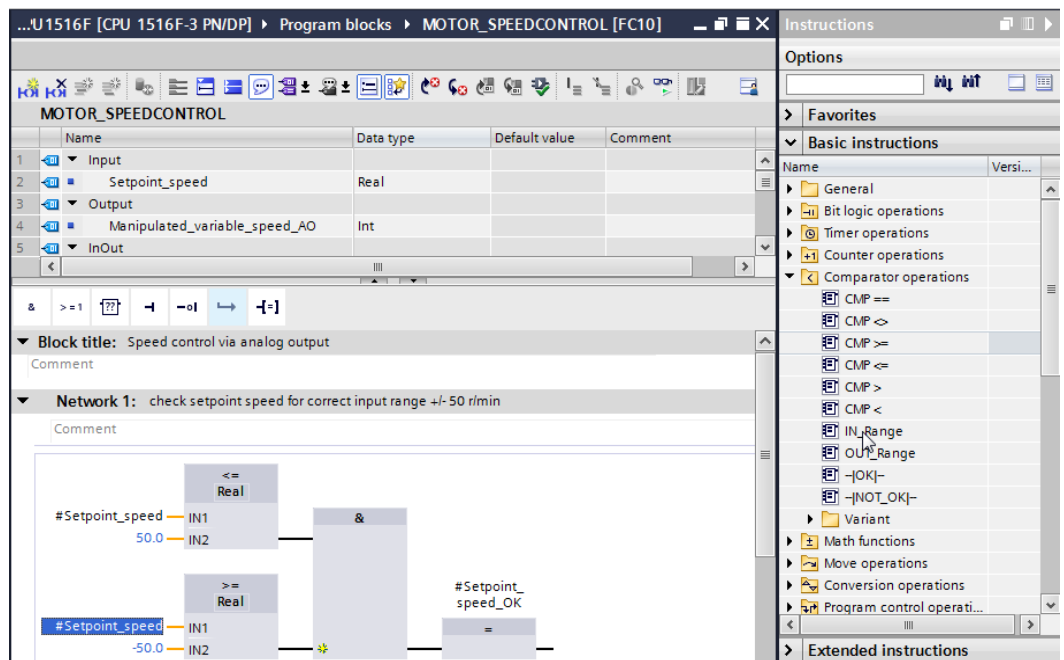 ...'U1516F [CPU 1516F-3 PN/DP] Program blocks MOTOR_SPEEDCONTROL [FC10]
MOTOR_SPEEDCONTROL
Name Data type Default value Comment
1 Input
2 Setpoint_speed Real
3 Output
4 Manipulated_variable_speed_AO Int
5 InOut
& >=1 ?? -[=]
Block title: Speed control via analog output
Comment
Network 1: check setpoint speed for correct input range +/- 50 r/min
Comment
<=
Real
#Setpoint_speed IN1
50.0 IN2
&
>=
Real
#Setpoint_speed IN1
-50.0 IN2
#Setpoint_
speed_OK
=
Instructions
Options
Favorites
Basic instructions
Name Versi...
General
Bit logic operations
Timer operations
Counter operations
Comparator operations
CMP ==
CMP <>
CMP >=
CMP <=
CMP >
CMP <
IN_Range
OUT_Range
-|OK|-
-|NOT_OK|-
Variant
Math functions
Move operations
Conversion operations
Program control operati...
Extended instructions